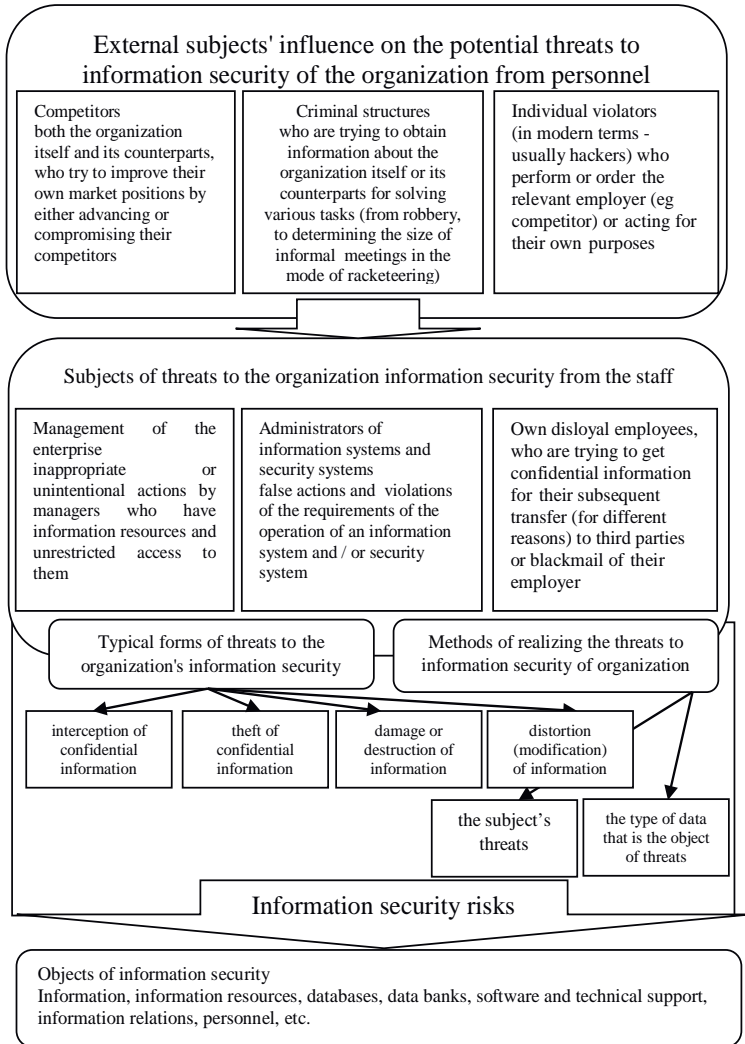 External subjects' influence on the potential threats to
information security of the organization from personnel
Competitors
both the organization
itself and its counterparts,
who try to improve their
own market positions by
either advancing or
compromising their
competitors
Criminal structures
who are trying to obtain
information about the
organization itself or its
counterparts for solving
various tasks (from robbery,
to determining the size of
informal meetings in the
mode of racketeering)
Individual violators
(in modern terms -
usually hackers) who
perform or order the
relevant employer (eg
competitor) or acting for
their own purposes
Subjects of threats to the organization information security from the staff
Management of the
enterprise
inappropriate or
unintentional actions by
managers who have
information resources and
unrestricted access to
them
Administrators of
information systems and
security systems
false actions and violations
of the requirements of the
operation of an information
system and / or security
system
Own disloyal employees,
who are trying to get
confidential information
for their subsequent
transfer (for different
reasons) to third parties
or blackmail of their
employer
Typical forms of threats to the
organization's information security
Methods of realizing the threats to
information security of organization
interception of
confidential
information
theft of
confidential
information
damage or
destruction of
information
distortion
(modification)
of information
the subject’s
threats
the type of data
that is the object
of threats
Information security risks
Objects of information security
Information, information resources, databases, data banks, software and technical support,
information relations, personnel, etc.